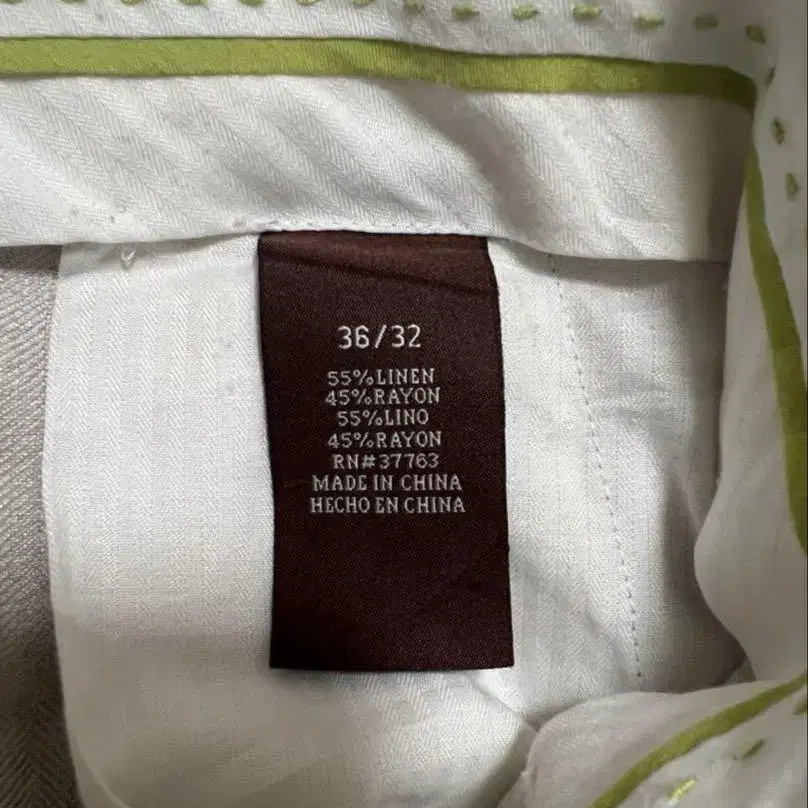 36/32
55%LINEN
45%RAYON
55%LINO
45%RAYON
RN#37763
MADE IN CHINA
HECHO EN CHINA